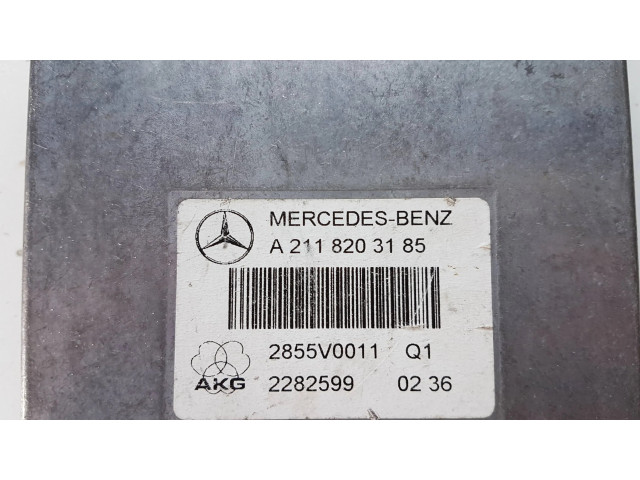 MERCEDES-BENZ
A 211 820 31 85
2855V0011 Q1
AKG 2282599 02 36